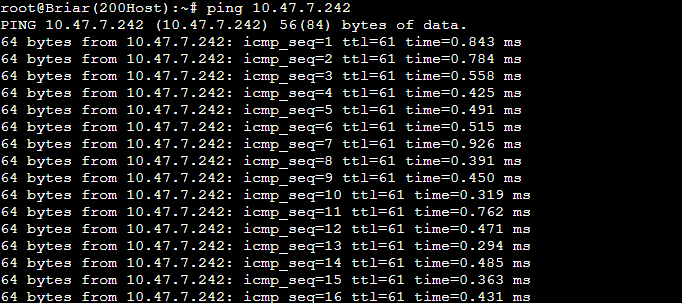 root@Briar(200Host):~# ping 10.47.7.242
PING 10.47.7.242 (10.47.7.242) 56(84) bytes of data.
64 bytes from 10.47.7.242: icmp_seq=1 ttl=61 time=0.843 ms
64 bytes from 10.47.7.242: icmp_seq=2 ttl=61 time=0.784 ms
64 bytes from 10.47.7.242: icmp_seq=3 ttl=61 time=0.558 ms
64 bytes from 10.47.7.242: icmp_seq=4 ttl=61 time=0.425 ms
64 bytes from 10.47.7.242: icmp_seq=5 ttl=61 time=0.491 ms
64 bytes from 10.47.7.242: icmp_seq=6 ttl=61 time=0.515 ms
64 bytes from 10.47.7.242: icmp_seq=7 ttl=61 time=0.926 ms
64 bytes from 10.47.7.242: icmp_seq=8 ttl=61 time=0.391 ms
64 bytes from 10.47.7.242: icmp_seq=9 ttl=61 time=0.450 ms
64 bytes from 10.47.7.242: icmp_seq=10 ttl=61 time=0.319 ms
64 bytes from 10.47.7.242: icmp_seq=11 ttl=61 time=0.762 ms
64 bytes from 10.47.7.242: icmp_seq=12 ttl=61 time=0.471 ms
64 bytes from 10.47.7.242: icmp_seq=13 ttl=61 time=0.294 ms
64 bytes from 10.47.7.242: icmp_seq=14 ttl=61 time=0.485 ms
64 bytes from 10.47.7.242: icmp_seq=15 ttl=61 time=0.363 ms
64 bytes from 10.47.7.242: icmp_seq=16 ttl=61 time=0.431 ms